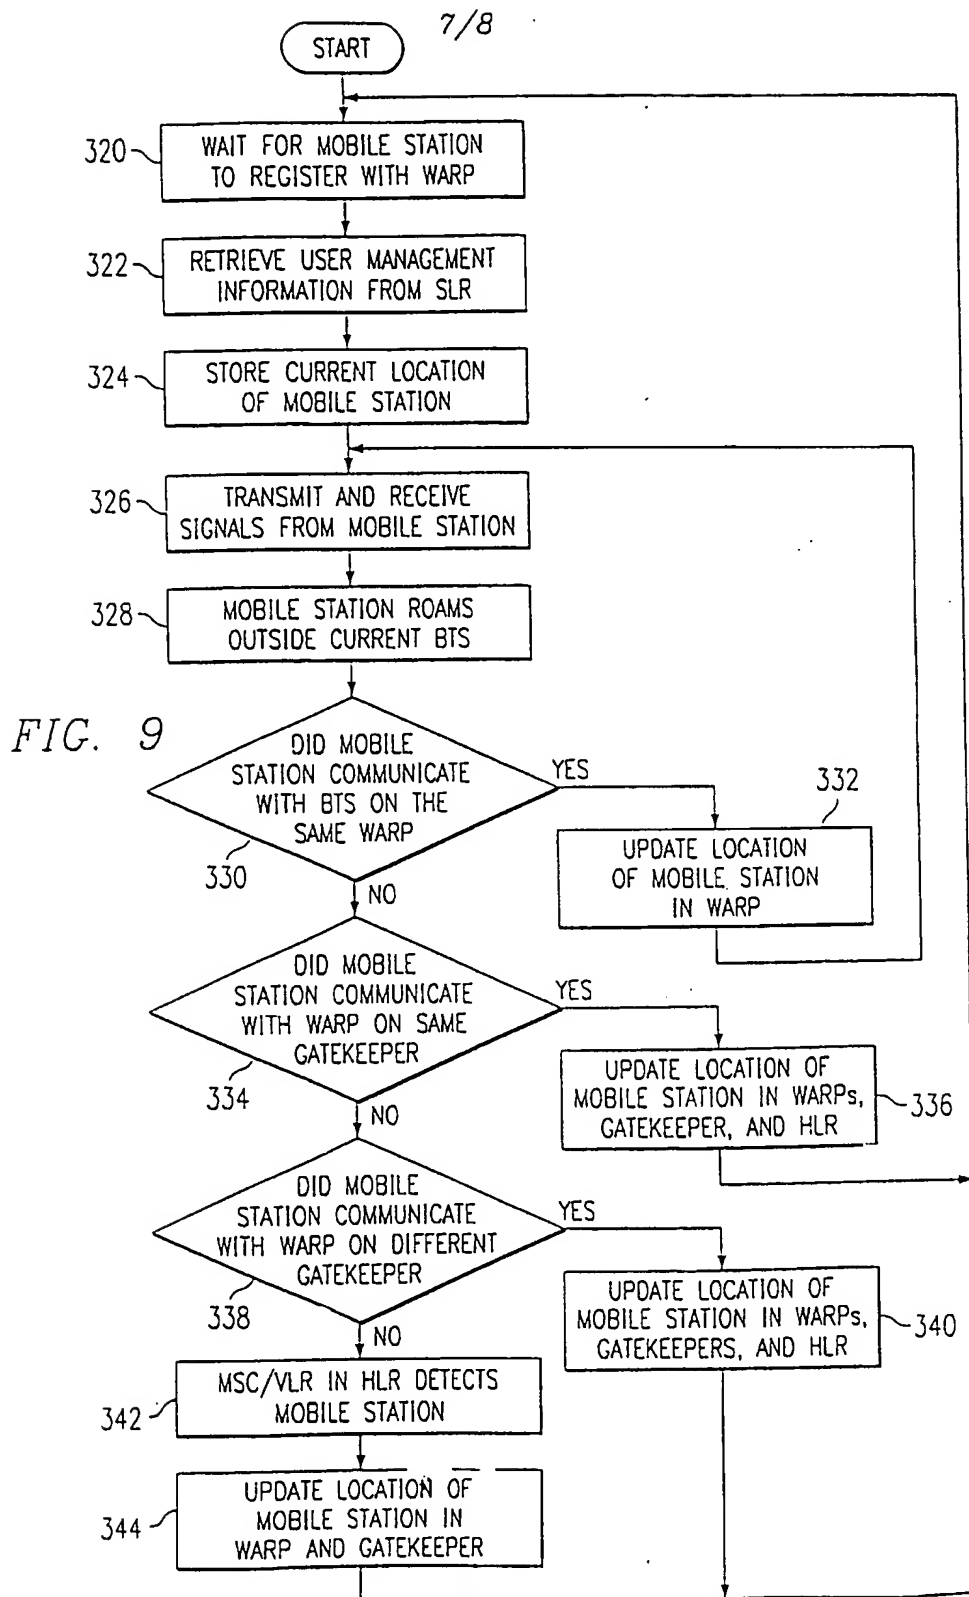 7/8
START
320
WAIT FOR MOBILE STATION
TO REGISTER WITH WARP
322
RETRIEVE USER MANAGEMENT
INFORMATION FROM SLR
324
STORE CURRENT LOCATION
OF MOBILE STATION
326
TRANSMIT AND RECEIVE
SIGNALS FROM MOBILE STATION
328
MOBILE STATION ROAMS
OUTSIDE CURRENT BTS
FIG. 9
DID MOBILE
STATION COMMUNICATE
WITH BTS ON THE
SAME WARP
330
YES
332
UPDATE LOCATION
OF MOBILE STATION
IN WARP
NO
DID MOBILE
STATION COMMUNICATE
WITH WARP ON SAME
GATEKEEPER
334
YES
UPDATE LOCATION OF
MOBILE STATION IN WARPs,
GATEKEEPER, AND HLR
336
NO
DID MOBILE
STATION COMMUNICATE
WITH WARP ON DIFFERENT
GATEKEEPER
338
YES
UPDATE LOCATION OF
MOBILE STATION IN WARPs,
GATEKEEPERS, AND HLR
340
NO
MSC/VLR IN HLR DETECTS
MOBILE STATION
342
UPDATE LOCATION OF
MOBILE STATION IN
WARP AND GATEKEEPER
344